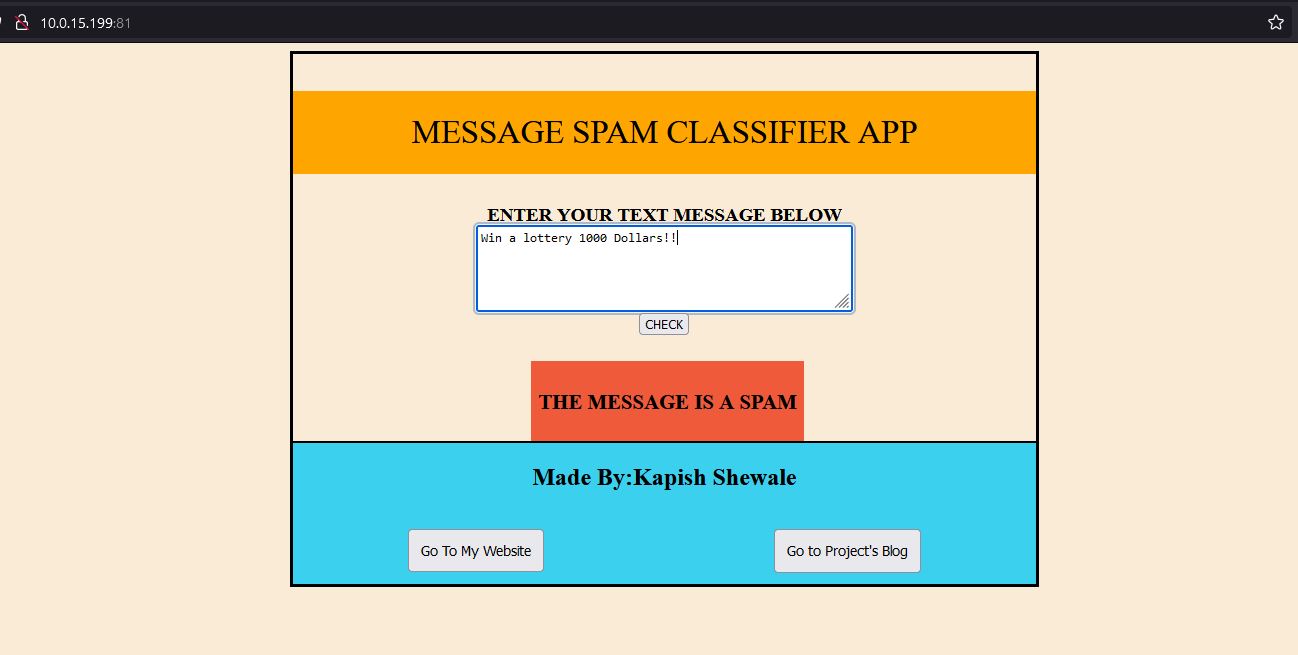 10.0.15.199:81
MESSAGE SPAM CLASSIFIER APP
ENTER YOUR TEXT MESSAGE BELOW
Win a lottery 1000 Dollars!!
CHECK
THE MESSAGE IS A SPAM
Made By:Kapish Shewale
Go To My Website
Go to Project's Blog